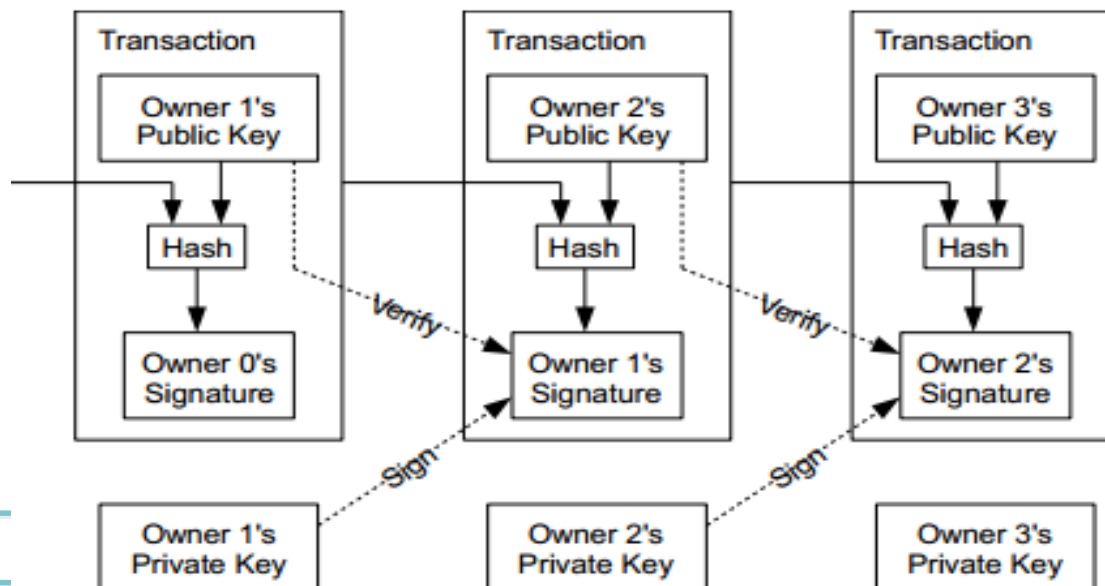 Transaction
Owner 1's
Public Key
Hash
Verify
Owner 0's
Signature
Transaction
Owner 2's
Public Key
Hash
Verify
Owner 1's
Signature
Transaction
Owner 3's
Public Key
Hash
Owner 2's
Signature
Sign
Sign
Owner 1's
Private Key
Owner 2's
Private Key
Owner 3's
Private Key